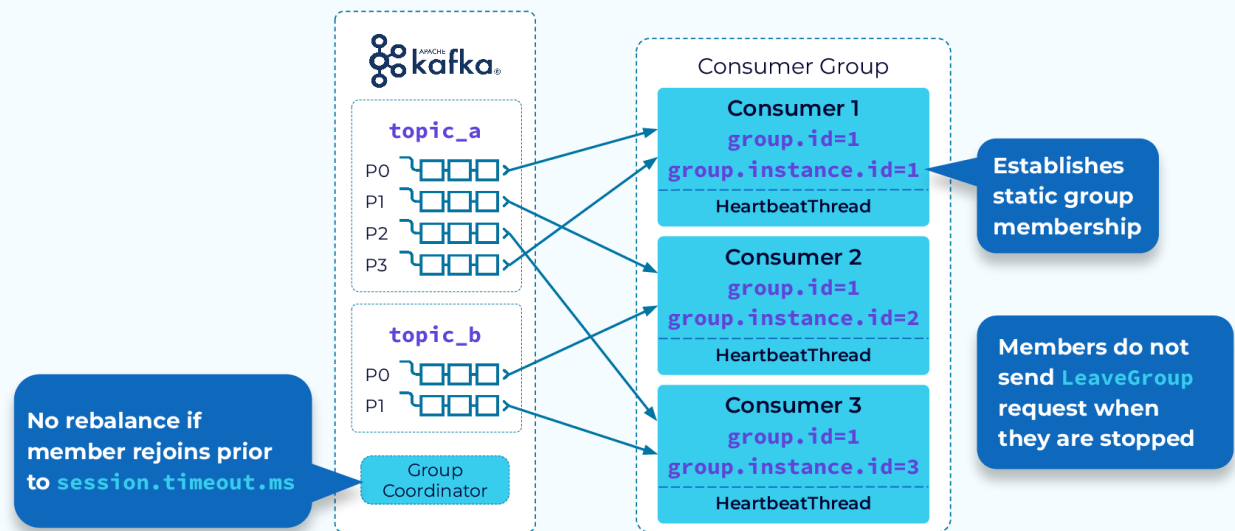 APACHE
kafka®
topic_a
P0
P1
P2
P3
topic_b
P0
P1
Group
Coordinator
No rebalance if
member rejoins prior
to session.timeout.ms
Consumer Group
Consumer 1
group.id=1
group.instance.id=1
HeartbeatThread
Consumer 2
group.id=1
group.instance.id=2
HeartbeatThread
Consumer 3
group.id=1
group.instance.id=3
HeartbeatThread
Establishes
static group
membership
Members do not
send LeaveGroup
request when
they are stopped